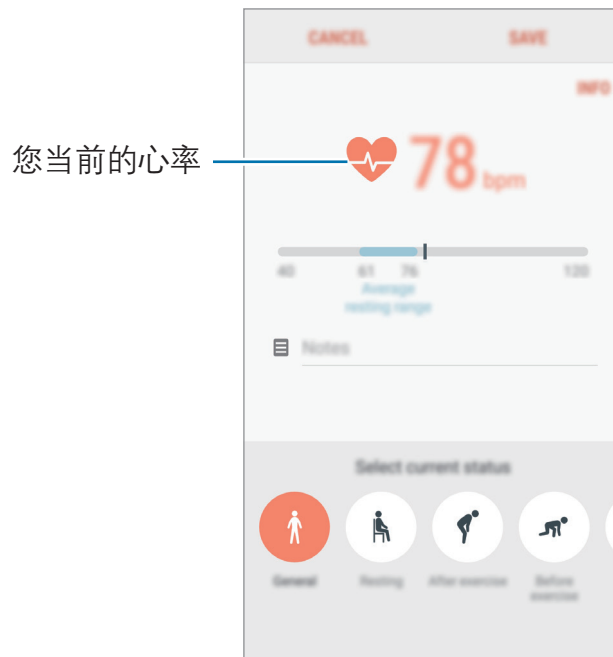 CANCEL SAVE
INFO
您当前的心率
78 bpm
40 61 76 120
Average
resting range
Notes
Select current status
General Resting After exercise Before
exercise